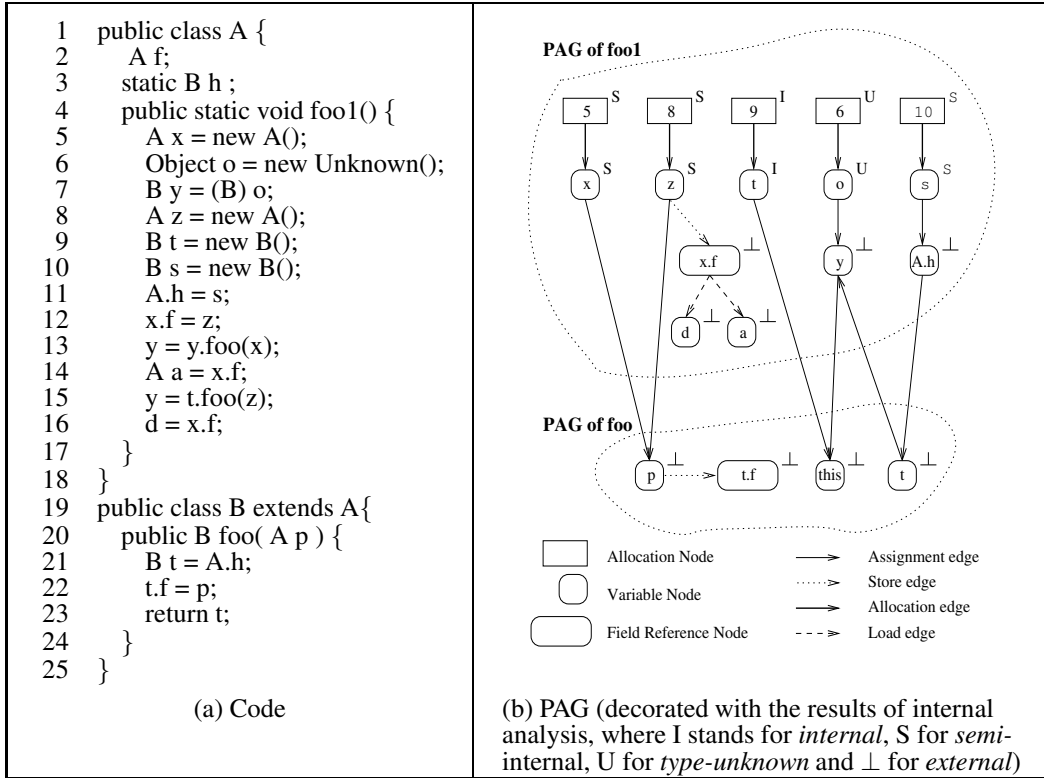 1 public class A {
2 A f;
3 static B h ;
4 public static void foo1() {
5 A x = new A();
6 Object o = new Unknown();
7 B y = (B) o;
8 A z = new A();
9 B t = new B();
10 B s = new B();
11 A.h = s;
12 x.f = z;
13 y = y.foo(x);
14 A a = x.f;
15 y = t.foo(z);
16 d = x.f;
17 }
18 }
19 public class B extends A{
20 public B foo( A p ) {
21 B t = A.h;
22 t.f = p;
23 return t;
24 }
25 }
(a) Code
PAG of foo1
5 S 8 S 9 I 6 U 10 S
x S z S t I o U s S
x.f ⊥ y ⊥ A.h ⊥
d ⊥ a ⊥
PAG of foo
p ⊥ t.f ⊥ this ⊥ t ⊥
Allocation Node
Variable Node
Field Reference Node
Assignment edge
Store edge
Allocation edge
Load edge
(b) PAG (decorated with the results of internal
analysis, where I stands for internal, S for semi-
internal, U for type-unknown and ⊥ for external)